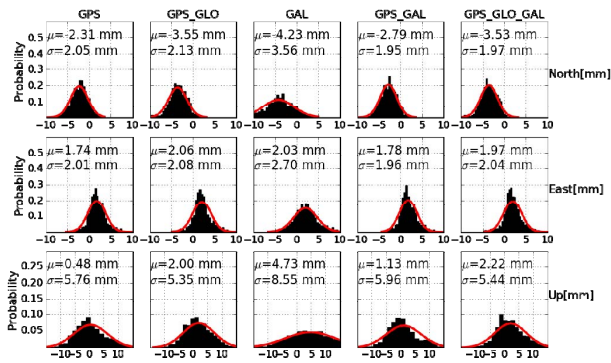 GPS GPS_GLO GAL GPS_GAL GPS_GLO_GAL
Probability
0.5
0.4
0.3
0.2
0.1
μ=-2.31 mm μ=-3.55 mm μ=-4.23 mm μ=-2.79 mm μ=-3.53 mm
σ=2.05 mm σ=2.13 mm σ=3.56 mm σ=1.95 mm σ=1.97 mm
North[mm]
−10 −5 0 5 10 −10 −5 0 5 10 −10 −5 0 5 10 −10 −5 0 5 10 −10 −5 0 5 10
Probability
0.5
0.4
0.3
0.2
0.1
μ=1.74 mm μ=2.06 mm μ=2.03 mm μ=1.78 mm μ=1.97 mm
σ=2.01 mm σ=2.08 mm σ=2.70 mm σ=1.96 mm σ=2.04 mm
East[mm]
−10 −5 0 5 10 −10 −5 0 5 10 −10 −5 0 5 10 −10 −5 0 5 10 −10 −5 0 5 10
Probability
0.25
0.20
0.15
0.10
0.05
μ=0.48 mm μ=2.00 mm μ=4.73 mm μ=1.13 mm μ=2.22 mm
σ=5.76 mm σ=5.35 mm σ=8.55 mm σ=5.96 mm σ=5.44 mm
Up[mm]
−10 −5 0 5 10 −10 −5 0 5 10 −10 −5 0 5 10 −10 −5 0 5 10 −10 −5 0 5 10